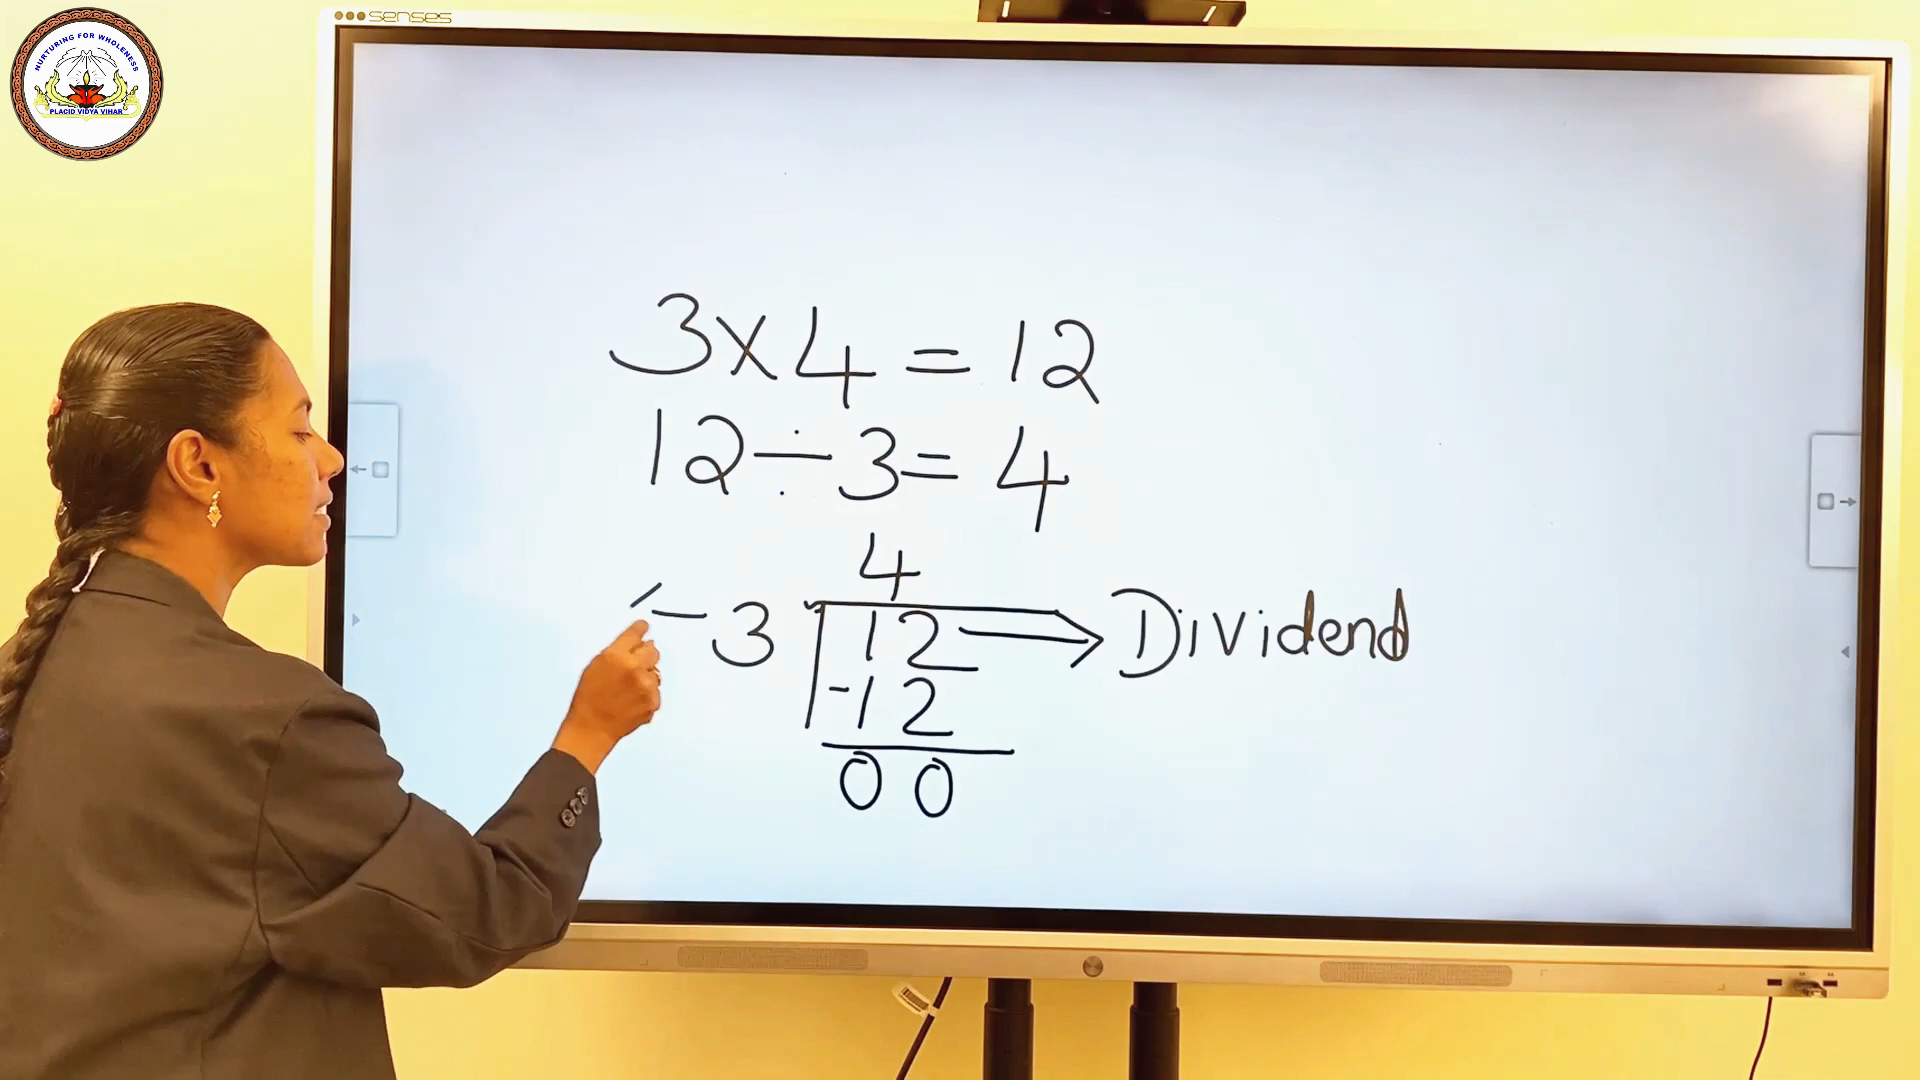 NURTURING FOR WHOLENESS
PLACID VIDYA VIHAR
senses
3x4=12
12÷3=4
4
3 12 Dividend
-12
00